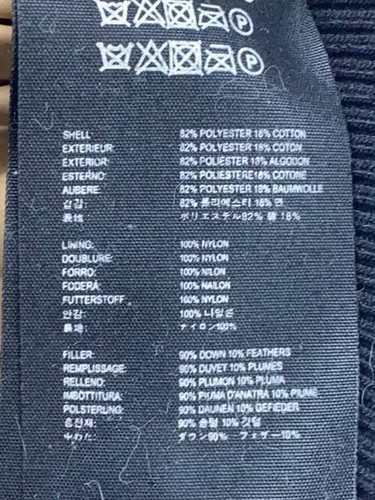 SHELL: 82% POLYESTER 18% COTTON
EXTERIEUR: 82% POLYESTER 18% COTON
EXTERIOR: 82% POLIESTER 18% ALGODON
ESTERNO: 82% POLIESTERE 18% COTONE
AUBERE: 82% POLYESTER 18% BAUMWOLLE
겉감: 82% 폴리에스터 18% 면
表地 ポリエステル82% 綿 18%
LINING: 100% NYLON
DOUBLURE: 100% NYLON
FORRO: 100% NILON
FODERA: 100% NAILON
FUTTERSTOFF: 100% NYLON
안감: 100% 나일론
裏地: ナイロン100%
FILLER: 90% DOWN 10% FEATHERS
REMPLISSAGE: 90% DUVET 10% PLUMES
RELLENO: 90% PLUMON 10% PLUMA
IMBOTTITURA: 90% PIUMA D'ANATRA 10% PIUME
POLSTERUNG: 90% DAUNEN 10% GEFIEDER
충전재: 90% 솜털 10% 깃털
中わた: ダウン90% フェザー10%